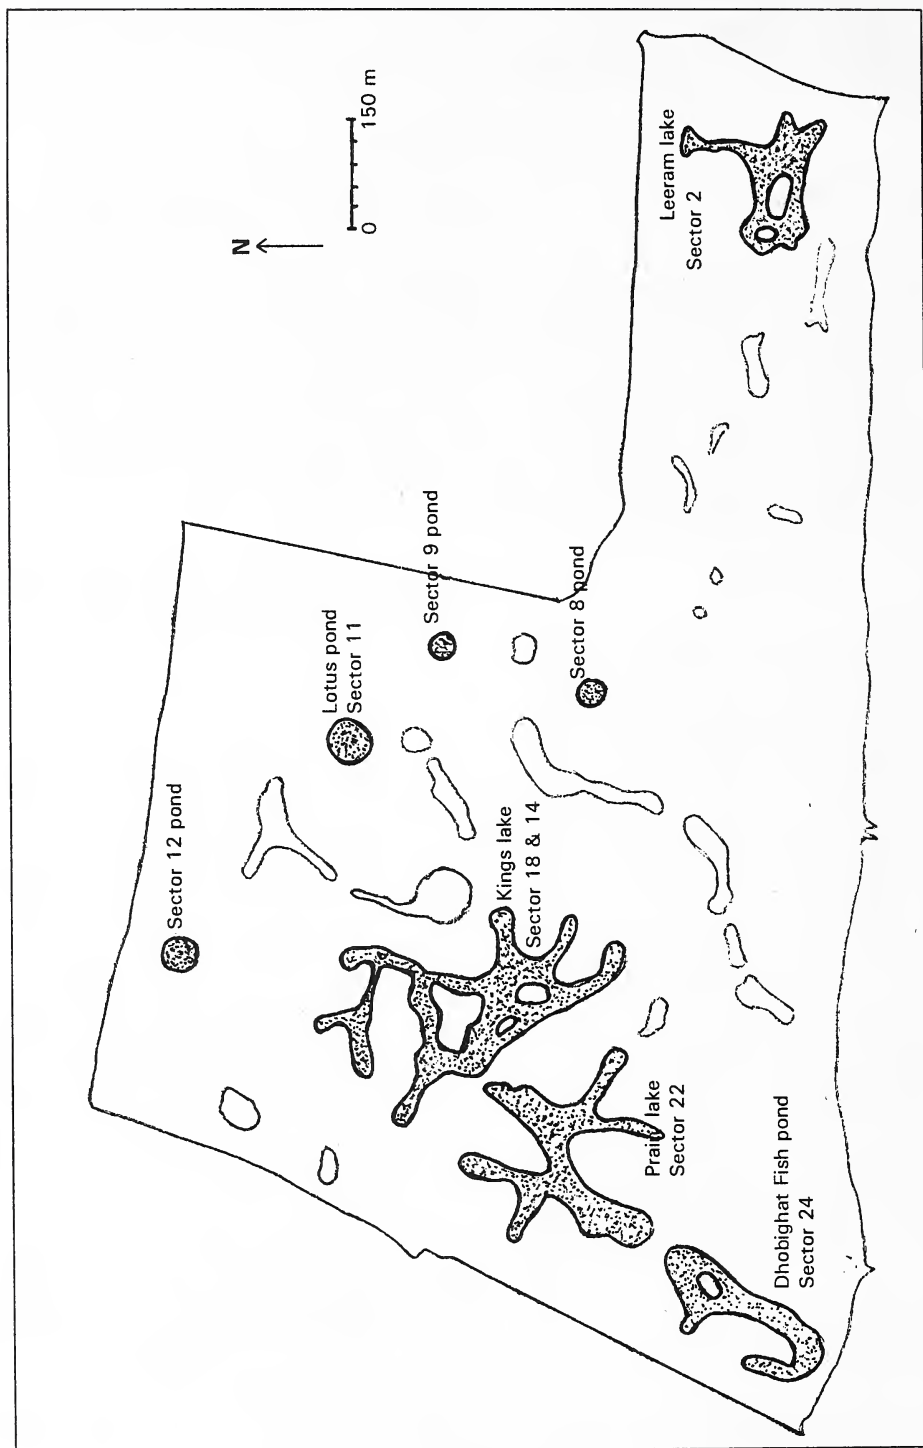 N
0 150 m
Leeram lake
Sector 2
Sector 9 pond
Sector 8 pond
Lotus pond
Sector 11
Sector 12 pond
Kings lake
Sector 18 & 14
Prairie lake
Sector 22
Dhobighat Fish pond
Sector 24